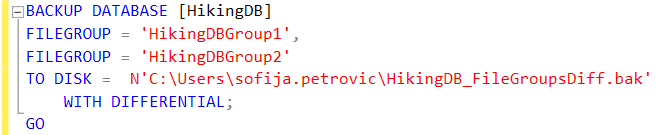 BACKUP DATABASE [HikingDB]
FILEGROUP = 'HikingDBGroup1',
FILEGROUP = 'HikingDBGroup2'
TO DISK = N'C:\Users\sofija.petrovic\HikingDB_FileGroupsDiff.bak'
WITH DIFFERENTIAL;
GO